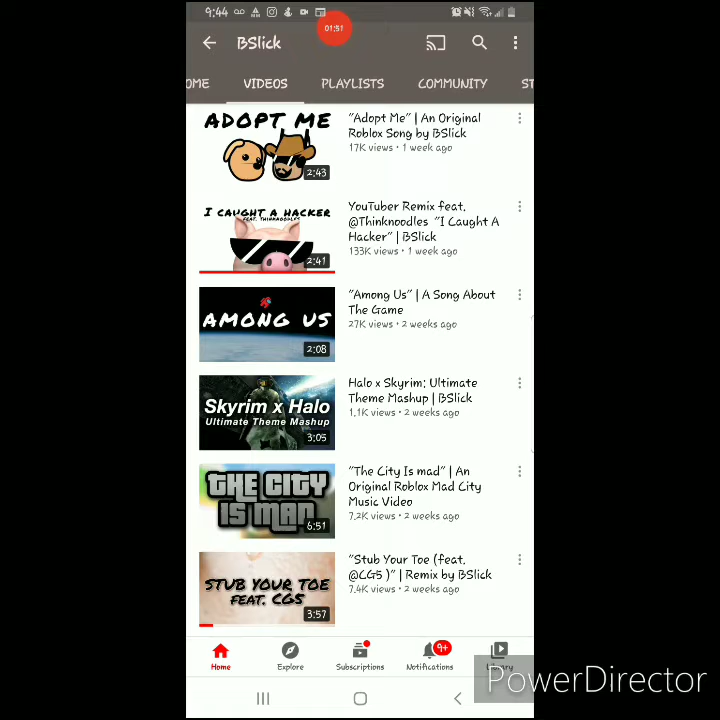 9:44
01:51
BSlick
OME VIDEOS PLAYLISTS COMMUNITY ST
ADOPT ME
2:43
"Adopt Me" | An Original
Roblox Song by BSlick
17K views • 1 week ago
I CAUGHT A HACKER
FEAT. THINKNOODLES
2:41
YouTuber Remix feat.
@Thinknoodles "I Caught A
Hacker" | BSlick
133K views • 1 week ago
AMONG US
2:08
"Among Us" | A Song About
The Game
27K views • 2 weeks ago
Skyrim x Halo
Ultimate Theme Mashup
3:05
Halo x Skyrim: Ultimate
Theme Mashup | BSlick
1.1K views • 2 weeks ago
THE CITY
IS MAD
6:51
"The City Is mad" | An
Original Roblox Mad City
Music Video
7.2K views • 2 weeks ago
STUB YOUR TOE
FEAT. CG5
3:57
"Stub Your Toe (feat.
@CG5 )" | Remix by BSlick
7.4K views • 2 weeks ago
9+
Home Explore Subscriptions Notifications Library
PowerDirector